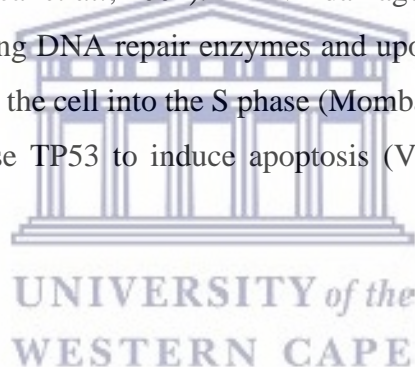 ng DNA repair enzymes and upo
the cell into the S phase (Momb
se TP53 to induce apoptosis (V
UNIVERSITY of the
WESTERN CAPE